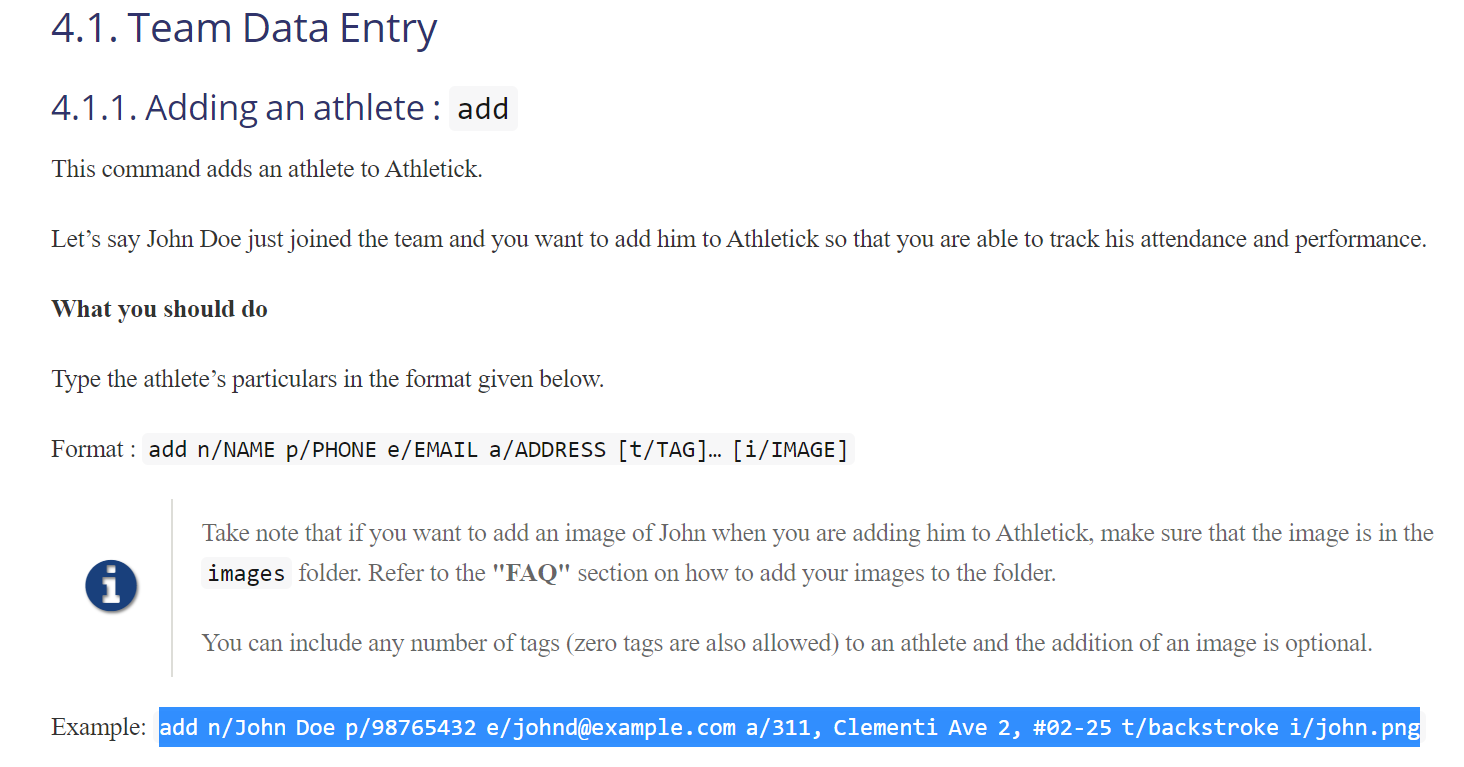 4.1. Team Data Entry
4.1.1. Adding an athlete : add
This command adds an athlete to Athletick.
Let’s say John Doe just joined the team and you want to add him to Athletick so that you are able to track his attendance and performance.
What you should do
Type the athlete’s particulars in the format given below.
Format : add n/NAME p/PHONE e/EMAIL a/ADDRESS [t/TAG]… [i/IMAGE]
Take note that if you want to add an image of John when you are adding him to Athletick, make sure that the image is in the
images folder. Refer to the "FAQ" section on how to add your images to the folder.
You can include any number of tags (zero tags are also allowed) to an athlete and the addition of an image is optional.
Example: add n/John Doe p/98765432 e/johnd@example.com a/311, Clementi Ave 2, #02-25 t/backstroke i/john.png